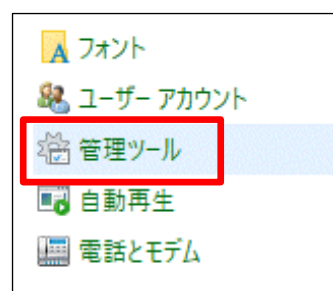 フォント
ユーザー アカウント
管理ツール
自動再生
電話とモデム